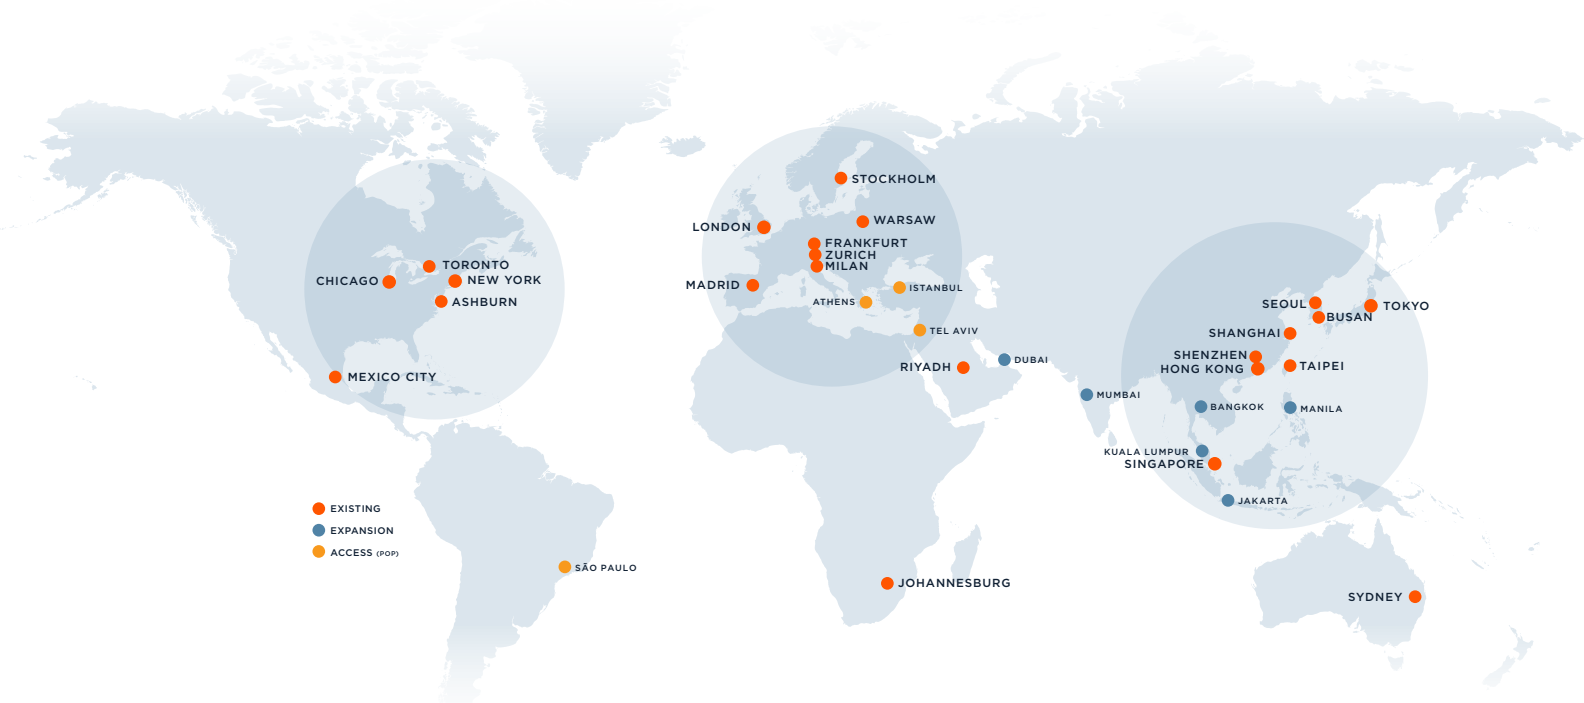 STOCKHOLM
WARSAW
LONDON
FRANKFURT
ZURICH
MILAN
MADRID
ISTANBUL
ATHENS
TEL AVIV
TORONTO
CHICAGO
NEW YORK
ASHBURN
MEXICO CITY
RIYADH
DUBAI
MUMBAI
SEOUL
TOKYO
BUSAN
SHANGHAI
SHENZHEN
HONG KONG
TAIPEI
BANGKOK
MANILA
KUALA LUMPUR
SINGAPORE
JAKARTA
EXISTING
EXPANSION
ACCESS (POP)
SÃO PAULO
JOHANNESBURG
SYDNEY